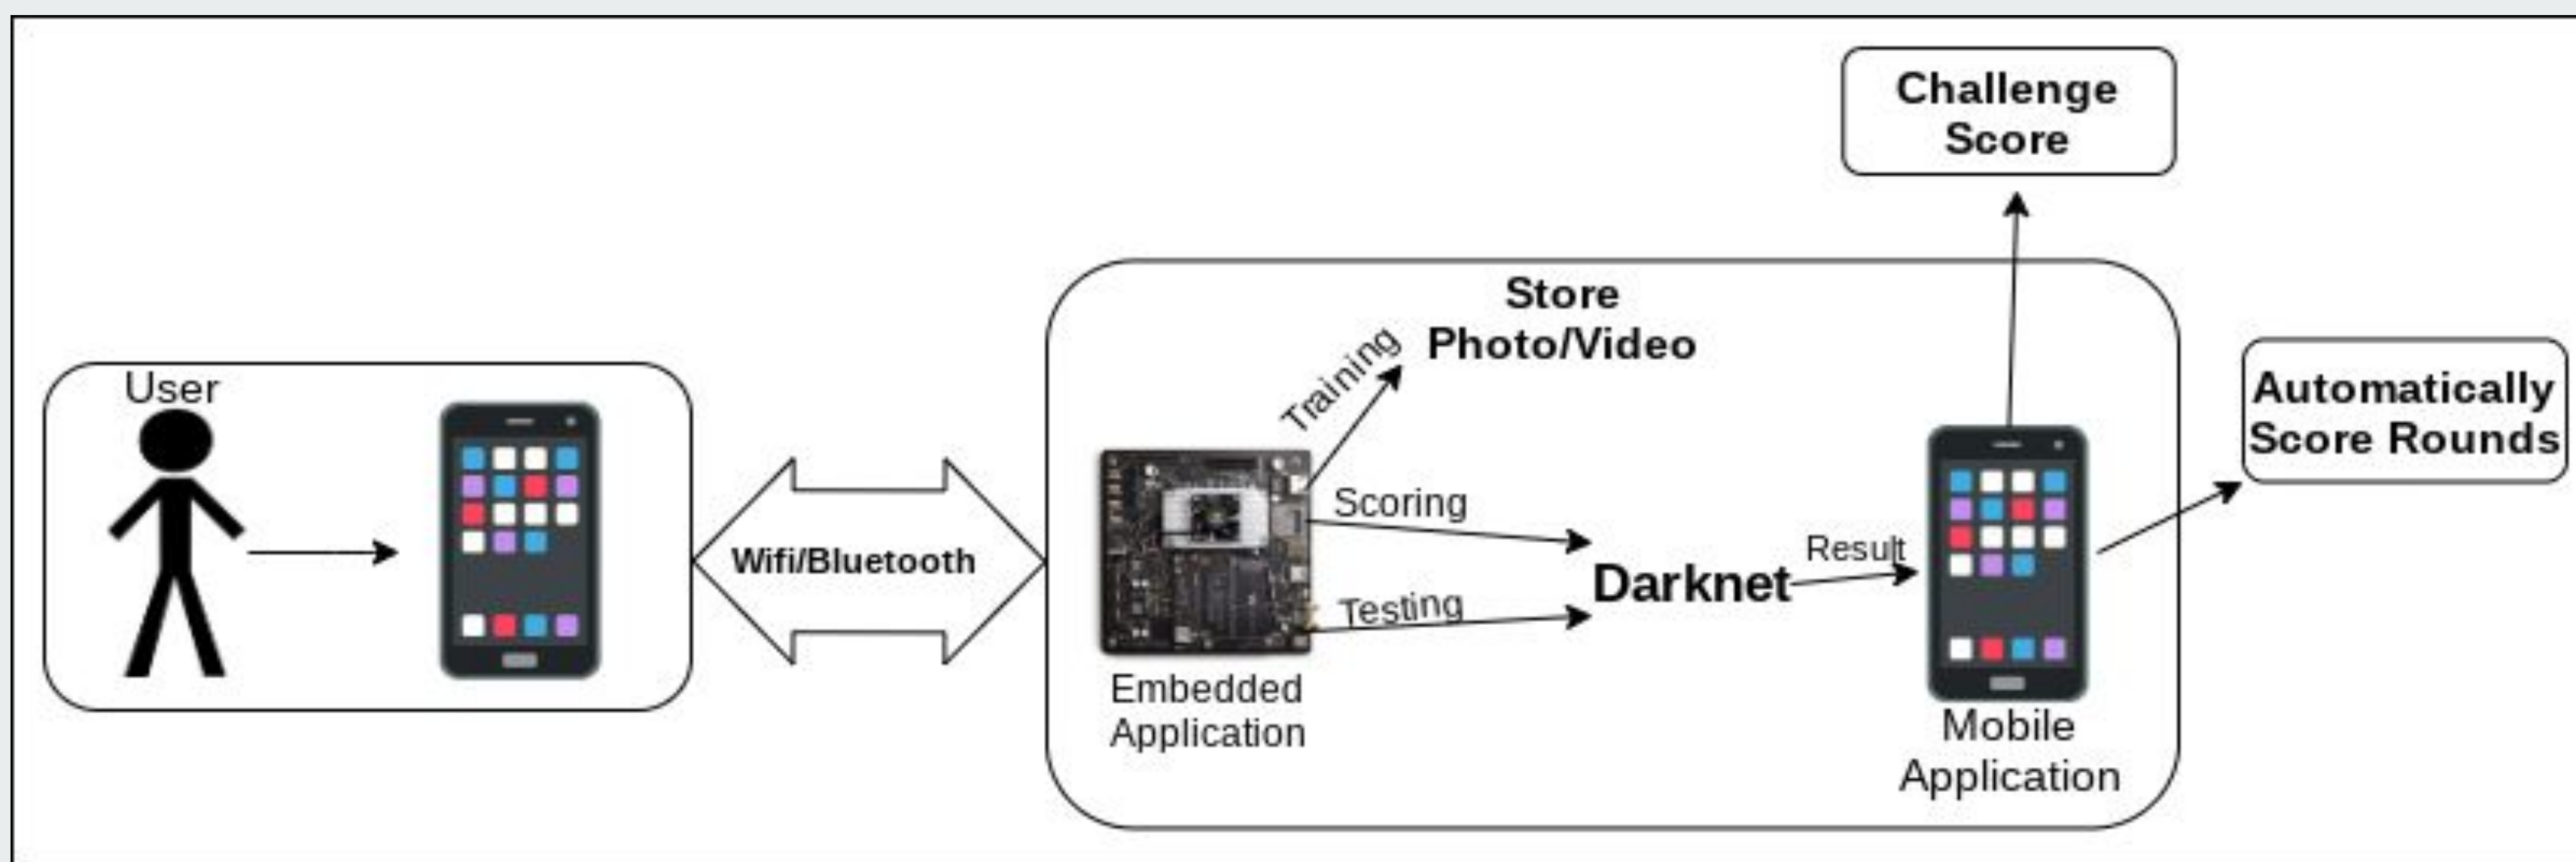 Challenge
Score
Store
Photo/Video
User
Training
Automatically
Score Rounds
Wifi/Bluetooth
Scoring
Testing
Darknet
Result
Embedded
Application
Mobile
Application